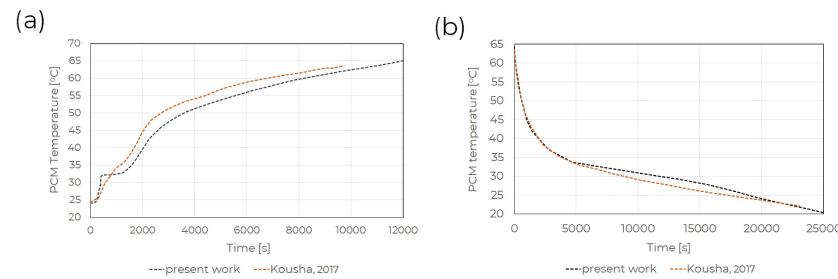 (a)
70
65
60
55
50
45
40
35
30
25
20
PCM Temperature [°C]
0 2000 4000 6000 8000 10000 12000
Time [s]
present work Kousha, 2017
(b)
65
60
55
50
45
40
35
30
25
20
PCM temperature [°C]
0 5000 10000 15000 20000 25000
Time [s]
present work Kousha, 2017